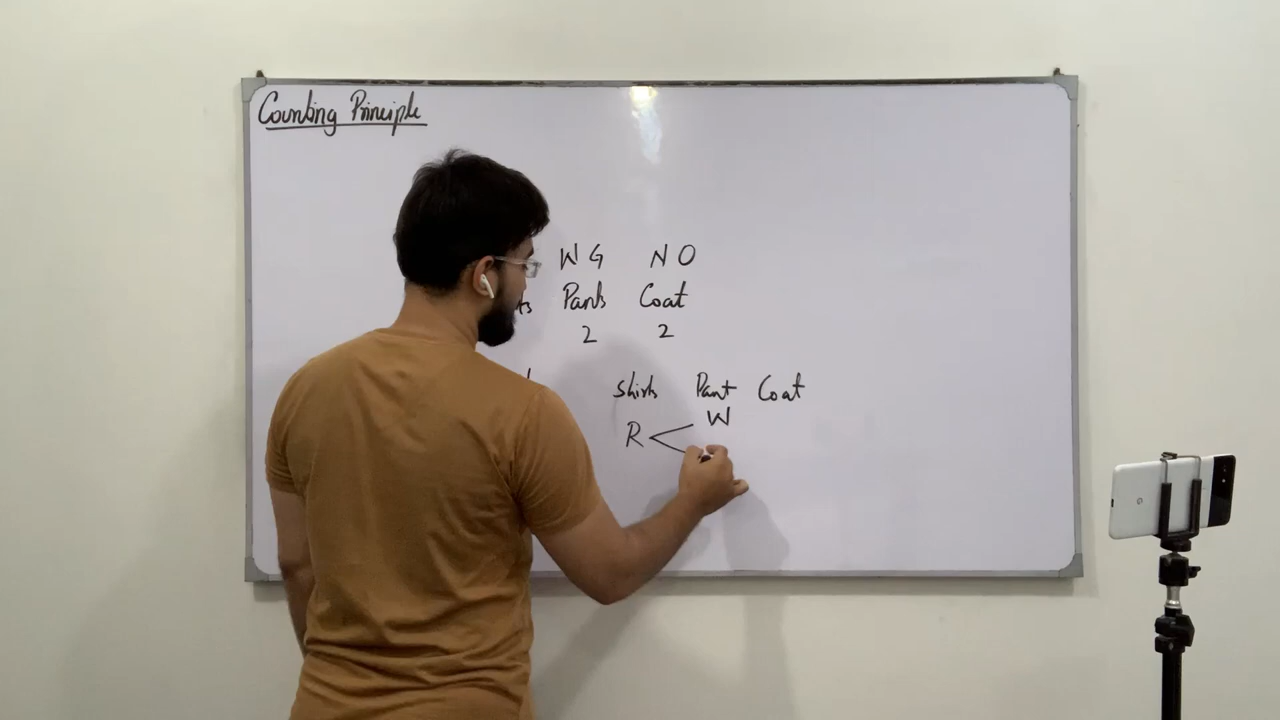 Counting Principle
W G N O
Pants Coat
2 2
Shirts Pant Coat
W
R